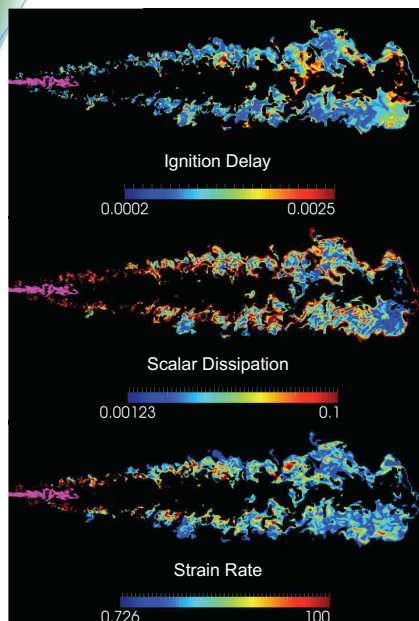 Ignition Delay
0.0002 0.0025
Scalar Dissipation
0.00123 0.1
Strain Rate
0.726 100